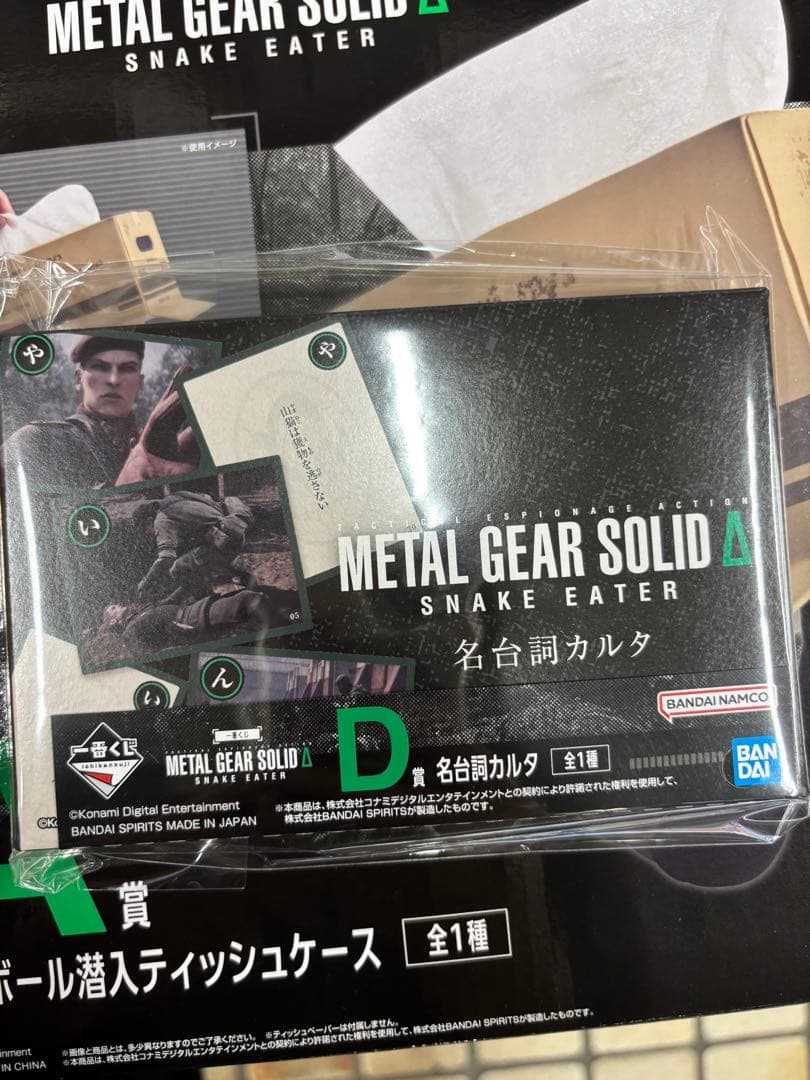 METAL GEAR SOLID Δ
SNAKE EATER
※使用イメージ
や
や
山猫は獲物を逃さない
い
05
TACTICAL ESPIONAGE ACTION
METAL GEAR SOLID Δ
SNAKE EATER
名台詞カルタ
い
ん
BANDAI NAMCO
一番くじ
ichibankuji
一番くじ
METAL GEAR SOLID Δ
SNAKE EATER
D賞 名台詞カルタ 全1種
BAN
DAI
©Konami Digital Entertainment
BANDAI SPIRITS MADE IN JAPAN
※本商品は、株式会社コナミデジタルエンタテインメントとの契約により許諾された権利を使用して、
株式会社BANDAI SPIRITSが製造したものです。
賞
ボール潜入ティッシュケース 全1種
※画像と商品とは、多少異なりますのでご了承ください。 ※ティッシュペーパーは付属しません。
※本商品は、株式会社コナミデジタルエンタテインメントとの契約により許諾された権利を使用して、株式会社BANDAI SPIRITSが製造したものです。
IN CHINA